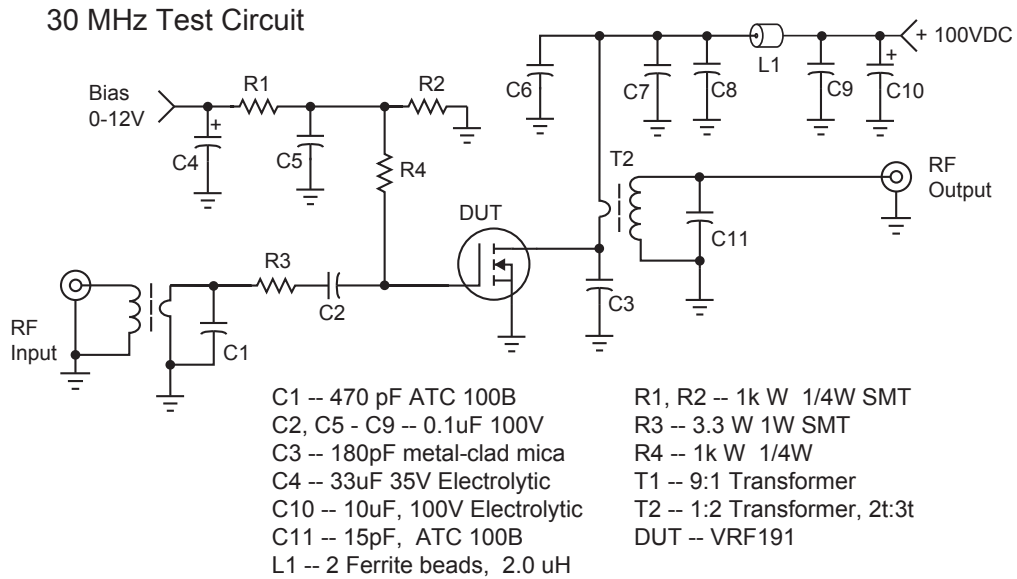 30 MHz Test Circuit
Bias
0-12V
R1
R2
C4
+
C5
R4
C6
C7
C8
L1
C9
+
C10
+ 100VDC
T2
RF
Output
C11
DUT
C3
R3
C2
C1
RF
Input
C1 -- 470 pF ATC 100B
C2, C5 - C9 -- 0.1uF 100V
C3 -- 180pF metal-clad mica
C4 -- 33uF 35V Electrolytic
C10 -- 10uF, 100V Electrolytic
C11 -- 15pF, ATC 100B
L1 -- 2 Ferrite beads, 2.0 uH
R1, R2 -- 1k W 1/4W SMT
R3 -- 3.3 W 1W SMT
R4 -- 1k W 1/4W
T1 -- 9:1 Transformer
T2 -- 1:2 Transformer, 2t:3t
DUT -- VRF191